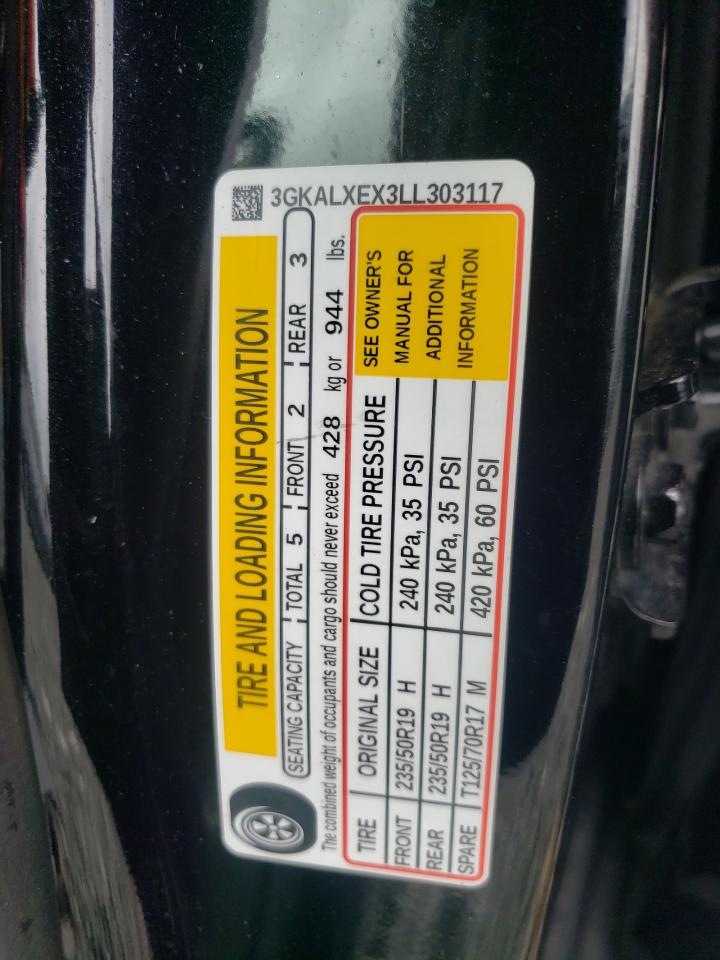 3GKALXEX3LL303117
TIRE AND LOADING INFORMATION
SEATING CAPACITY TOTAL 5 FRONT 2 REAR 3
The combined weight of occupants and cargo should never exceed 428 kg or 944 lbs.
TIRE ORIGINAL SIZE COLD TIRE PRESSURE SEE OWNER'S
FRONT 235/50R19 H 240 kPa, 35 PSI MANUAL FOR
REAR 235/50R19 H 240 kPa, 35 PSI ADDITIONAL
SPARE T125/70R17 M 420 kPa, 60 PSI INFORMATION